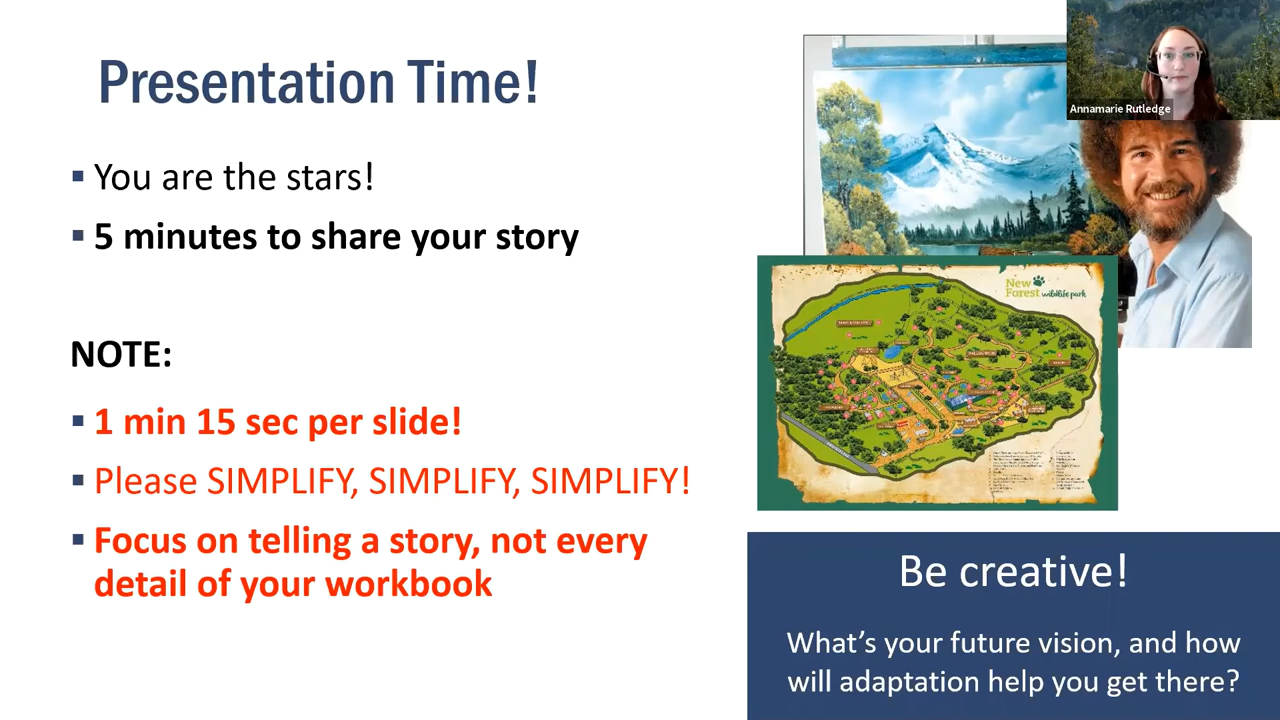 Presentation Time!
▪ You are the stars!
▪ 5 minutes to share your story
NOTE:
▪ 1 min 15 sec per slide!
▪ Please SIMPLIFY, SIMPLIFY, SIMPLIFY!
▪ Focus on telling a story, not every
detail of your workbook
Annamarie Rutledge
New
Forest wildlife park
Be creative!
What's your future vision, and how
will adaptation help you get there?